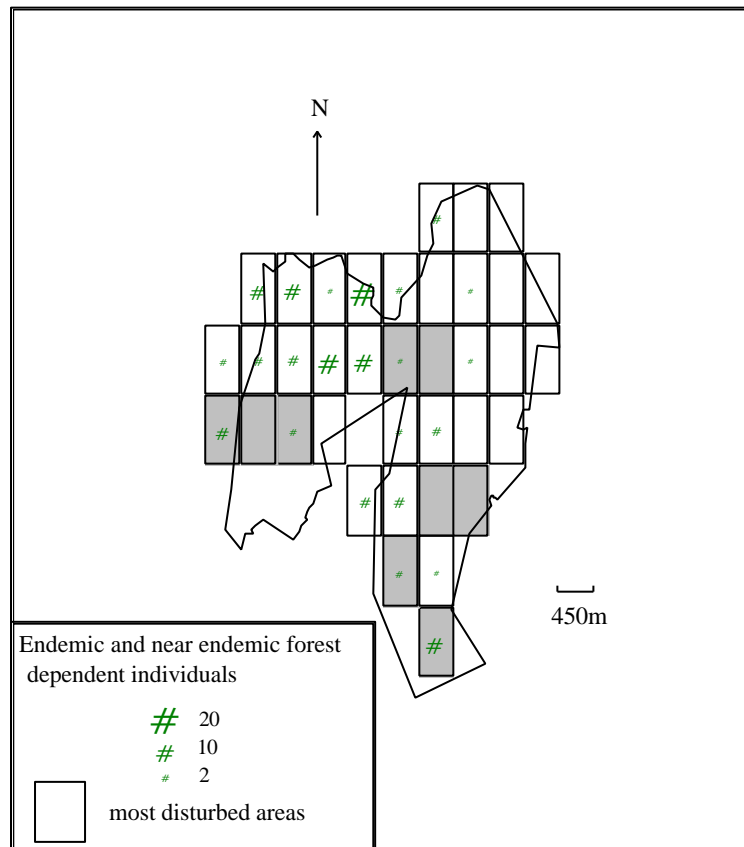 N
450m
Endemic and near endemic forest
dependent individuals
# 20
# 10
# 2
most disturbed areas